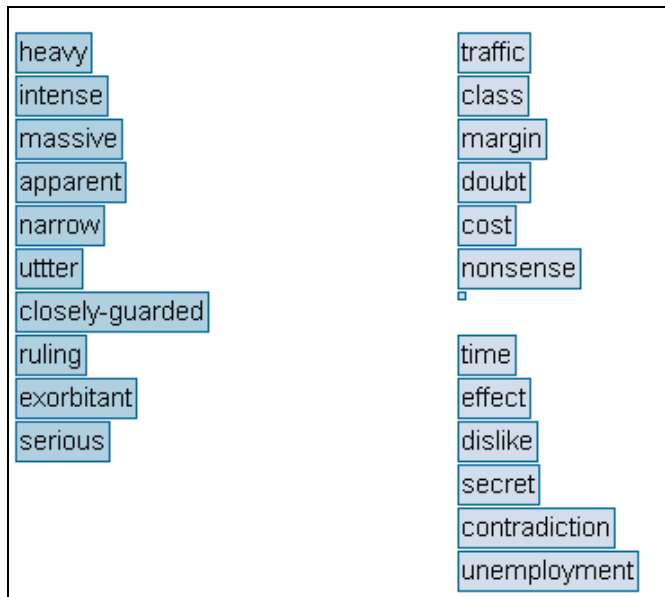 heavy
intense
massive
apparent
narrow
uttter
closely-guarded
ruling
exorbitant
serious
traffic
class
margin
doubt
cost
nonsense
time
effect
dislike
secret
contradiction
unemployment